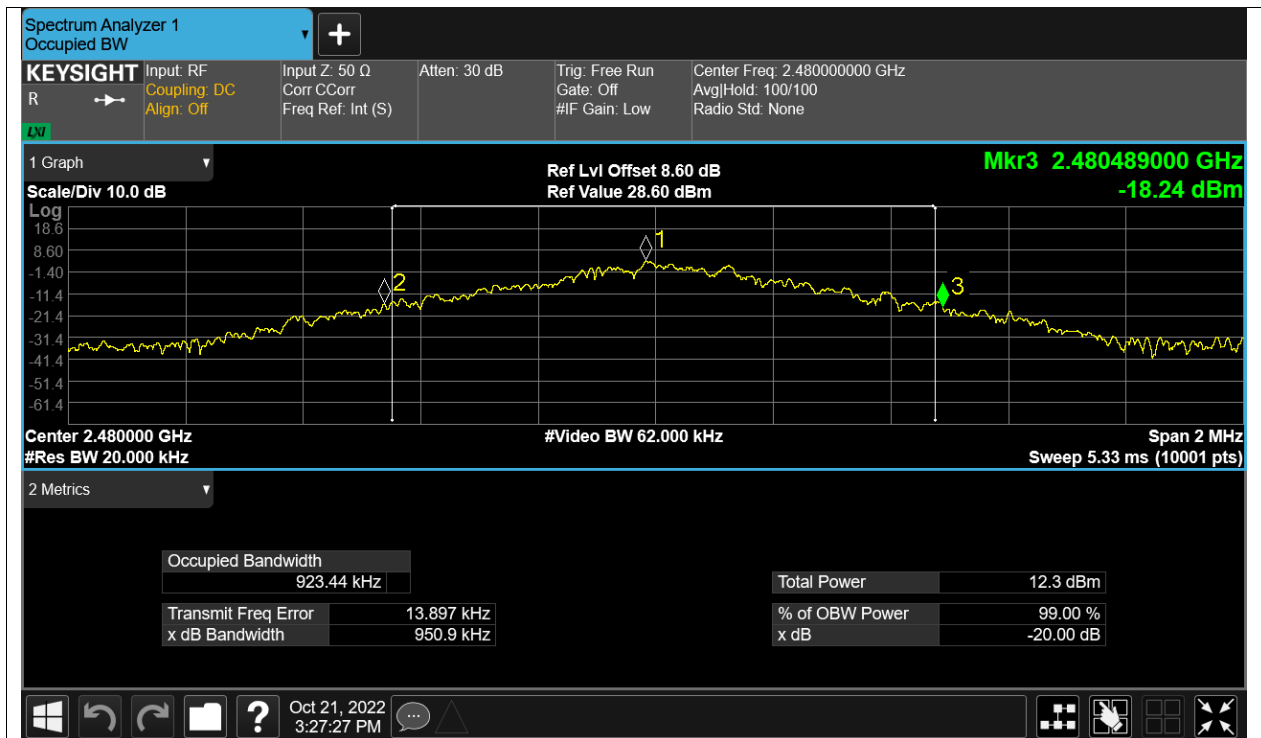 Spectrum Analyzer 1
Occupied BW
+
KEYSIGHT
R
LXI
Input: RF
Coupling: DC
Align: Off
Input Z: 50 Ω
Corr CCorr
Freq Ref: Int (S)
Atten: 30 dB
Trig: Free Run
Gate: Off
#IF Gain: Low
Center Freq: 2.480000000 GHz
Avg|Hold: 100/100
Radio Std: None
1 Graph
Scale/Div 10.0 dB
Ref Lvl Offset 8.60 dB
Ref Value 28.60 dBm
Mkr3 2.480489000 GHz
-18.24 dBm
Log
18.6
8.60
-1.40
-11.4
-21.4
-31.4
-41.4
-51.4
-61.4
1
2
3
Center 2.480000 GHz
#Res BW 20.000 kHz
#Video BW 62.000 kHz
Span 2 MHz
Sweep 5.33 ms (10001 pts)
2 Metrics
Occupied Bandwidth
923.44 kHz
Transmit Freq Error 13.897 kHz
x dB Bandwidth 950.9 kHz
Total Power 12.3 dBm
% of OBW Power 99.00 %
x dB -20.00 dB
?
Oct 21, 2022
3:27:27 PM